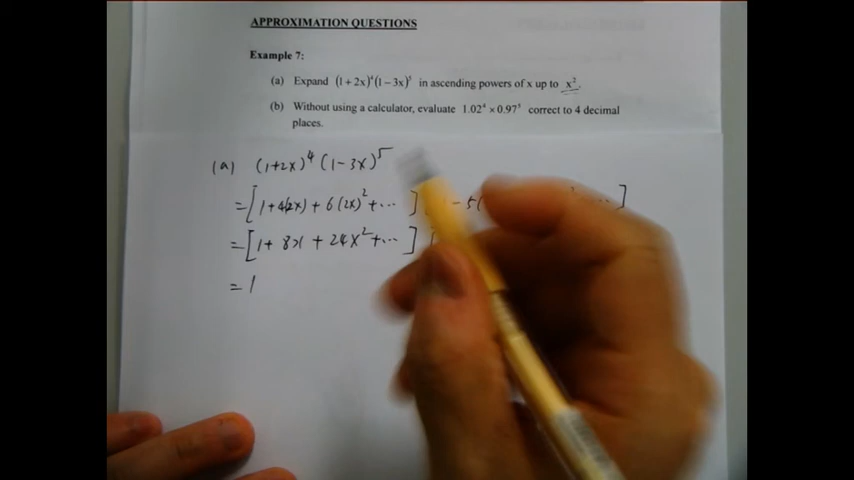 APPROXIMATION QUESTIONS
Example 7:
(a) Expand (1+2x)⁴(1−3x)⁵ in ascending powers of x up to x².
(b) Without using a calculator, evaluate 1.02⁴ × 0.97⁵ correct to 4 decimal
places.
(a) (1+2x)⁴ (1−3x)⁵
= [1+4(2x) + 6(2x)² + ... ] − 5( ... ]
= [1+ 8x + 24x² + ... ]
= 1